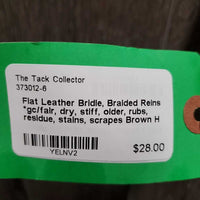 The Tack Collector
373012-6
Flat Leather Bridle, Braided Reins
*gc/fair, dry, stiff, older, rubs,
residue, stains, scrapes Brown H
YELNV2
$28.00